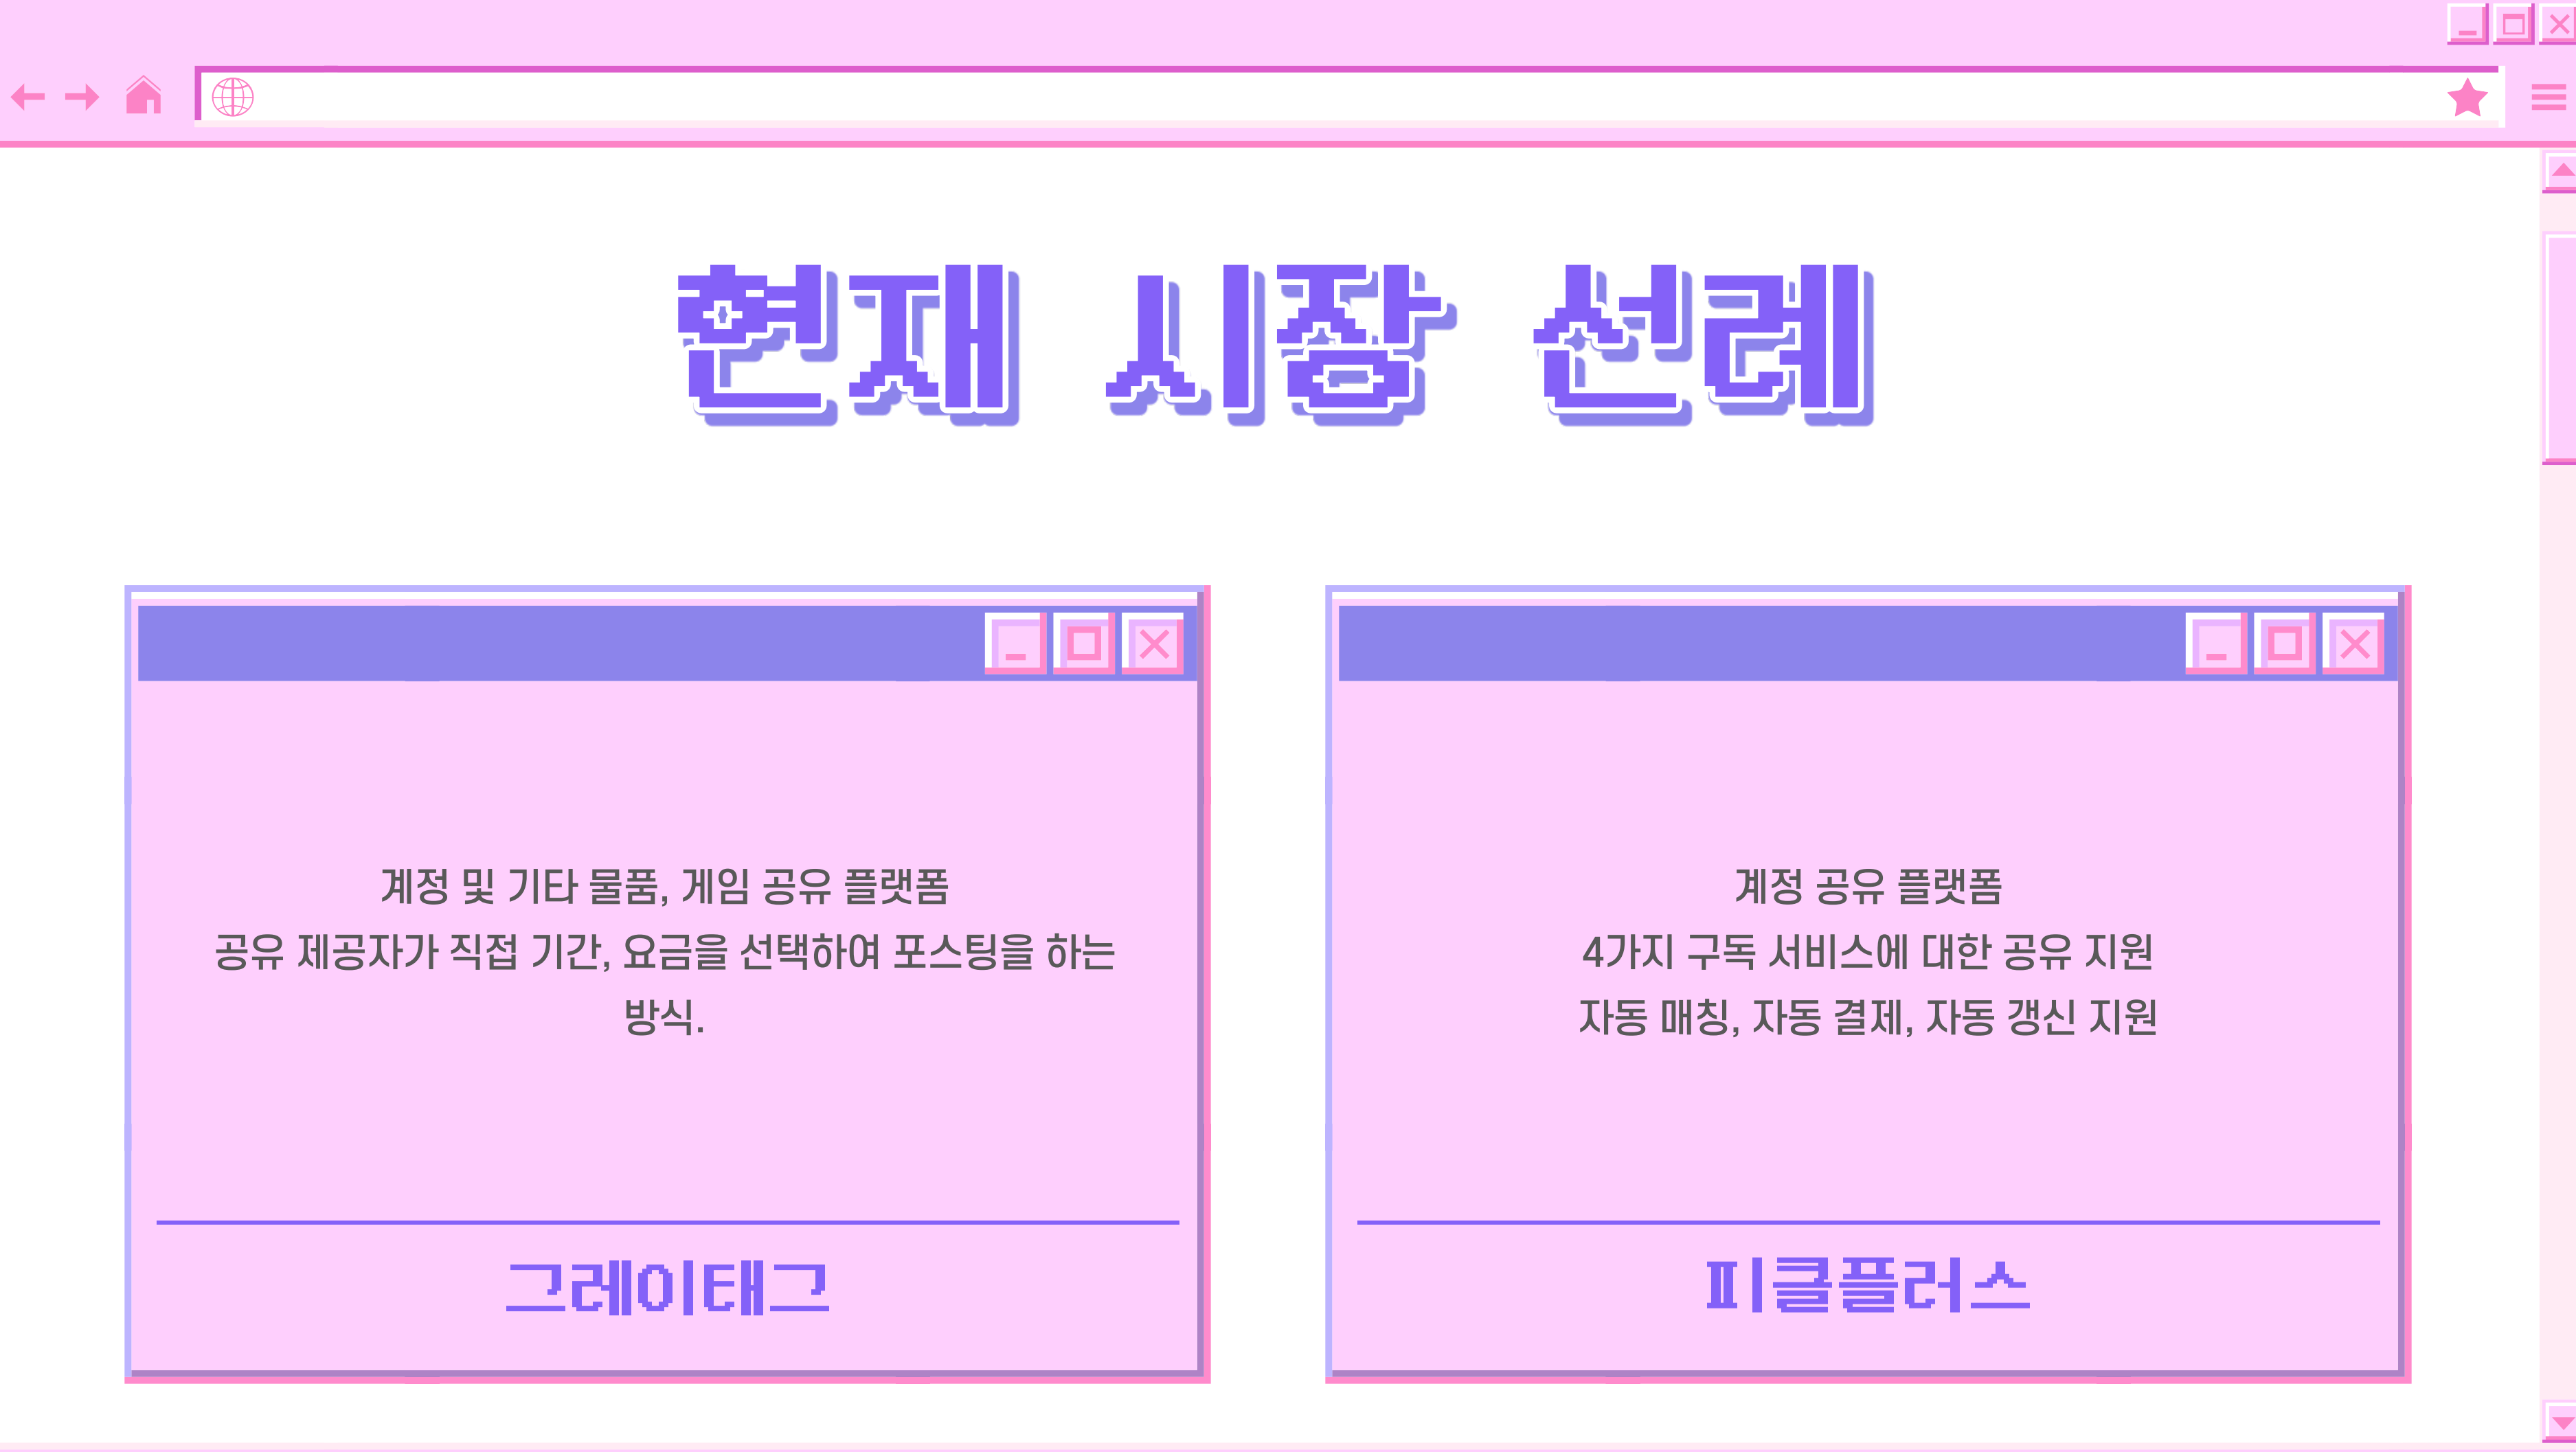 현재 시장 선례
계정 및 기타 물품, 게임 공유 플랫폼
공유 제공자가 직접 기간, 요금을 선택하여 포스팅을 하는
방식.
그레이태그
계정 공유 플랫폼
4가지 구독 서비스에 대한 공유 지원
자동 매칭, 자동 결제, 자동 갱신 지원
피클플러스